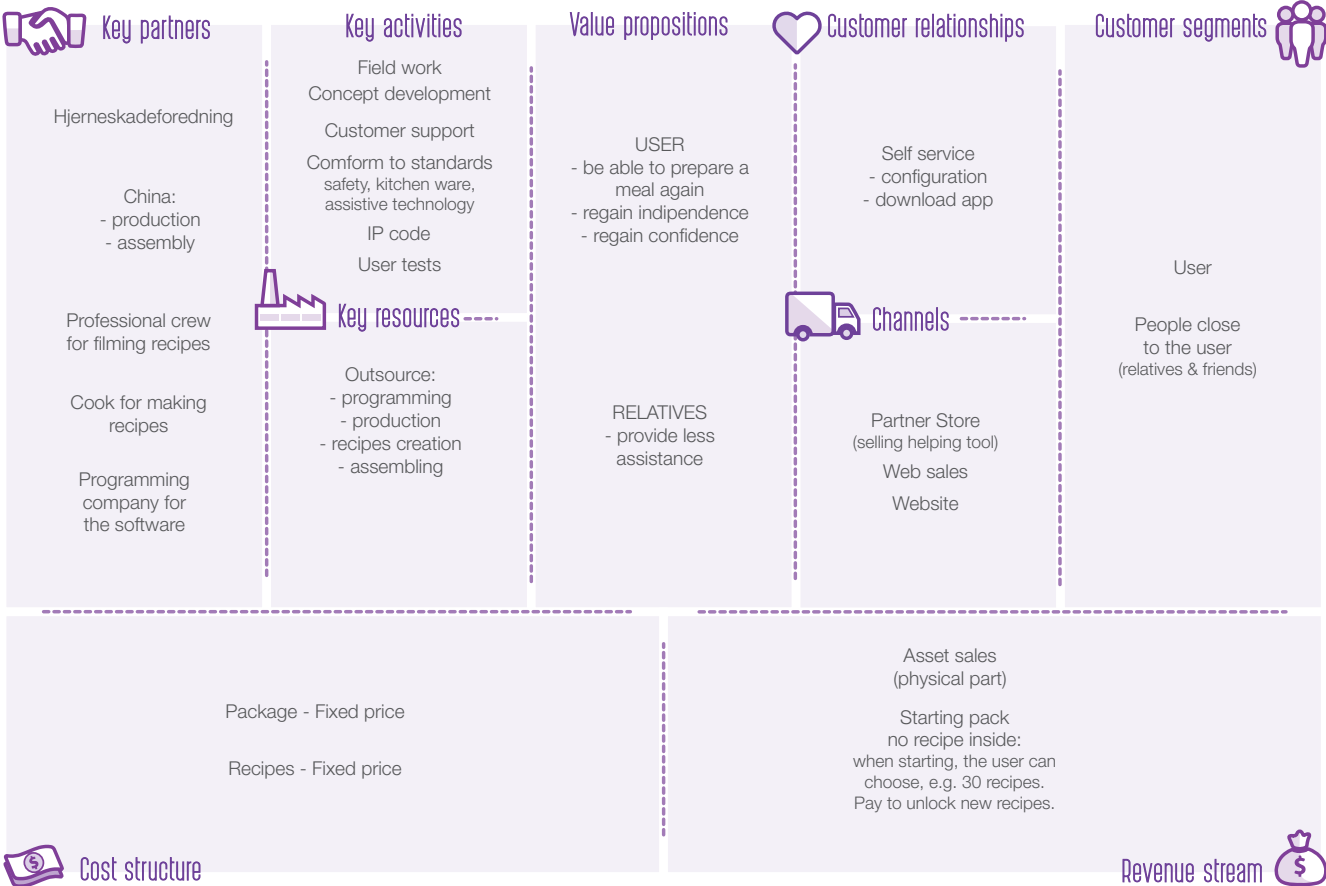 Key partners
Hjerneskadeforedning
China:
- production
- assembly
Professional crew
for filming recipes
Cook for making
recipes
Programming
company for
the software
Key activities
Field work
Concept development
Customer support
Comform to standards
safety, kitchen ware,
assistive technology
IP code
User tests
Key resources
Outsource:
- programming
- production
- recipes creation
- assembling
Value propositions
USER
- be able to prepare a
meal again
- regain indipendence
- regain confidence
RELATIVES
- provide less
assistance
Customer relationships
Self service
- configuration
- download app
Channels
Partner Store
(selling helping tool)
Web sales
Website
Customer segments
User
People close
to the user
(relatives & friends)
Package - Fixed price
Recipes - Fixed price
$
Cost structure
Asset sales
(physical part)
Starting pack
no recipe inside:
when starting, the user can
choose, e.g. 30 recipes.
Pay to unlock new recipes.
Revenue stream
$